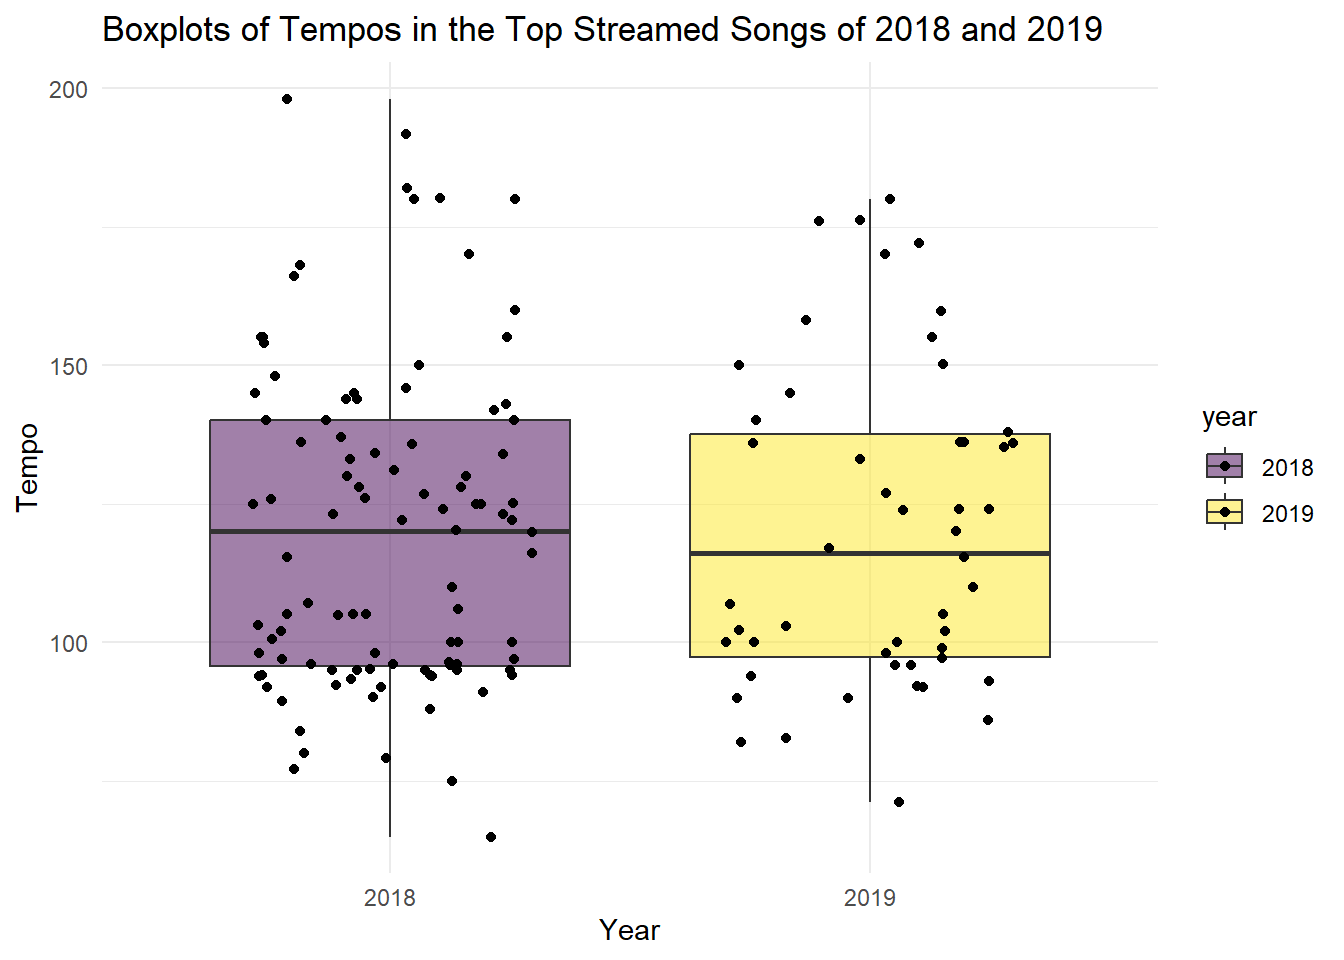 Boxplots of Tempos in the Top Streamed Songs of 2018 and 2019
200
150
100
Tempo
2018
2019
Year
year
2018
2019